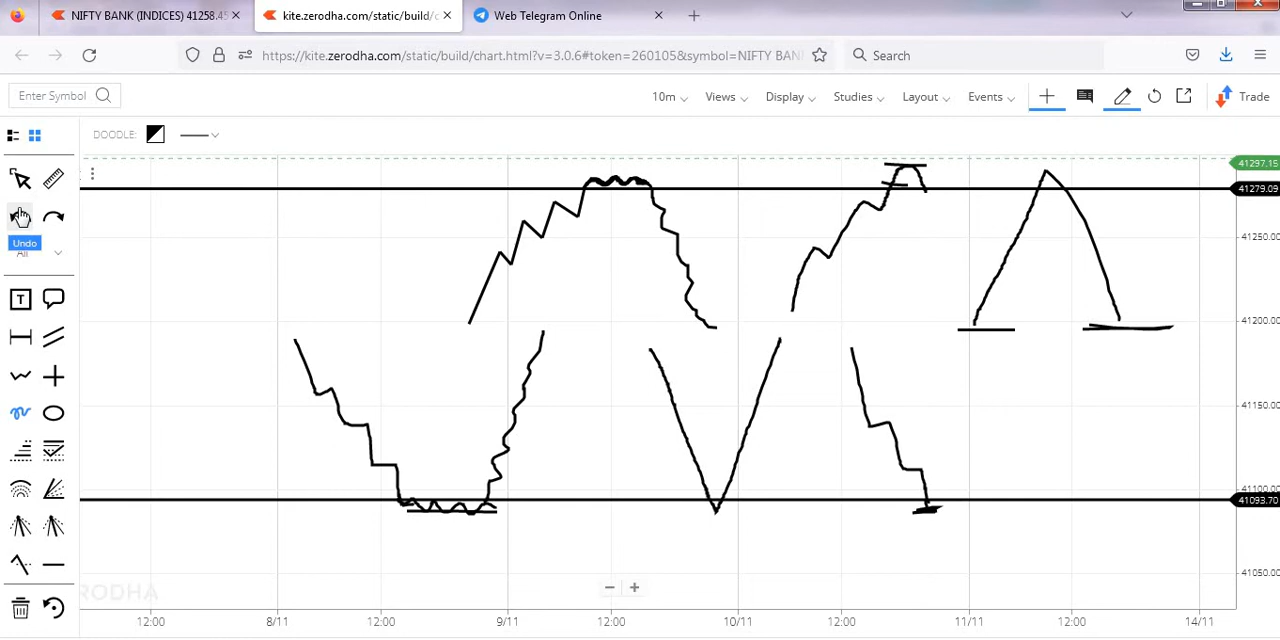 NIFTY BANK (INDICES) 41258.45
kite.zerodha.com/static/build/c
Web Telegram Online
https://kite.zerodha.com/static/build/chart.html?v=3.0.6#token=260105&symbol=NIFTY BAN
Search
Enter Symbol
10m
Views
Display
Studies
Layout
Events
Trade
DOODLE:
41297.15
41279.09
Undo
All
41250.00
41200.00
41150.00
41100.00
41093.70
41050.00
RODHA
12:00 8/11 12:00 9/11 12:00 10/11 12:00 11/11 12:00 14/11